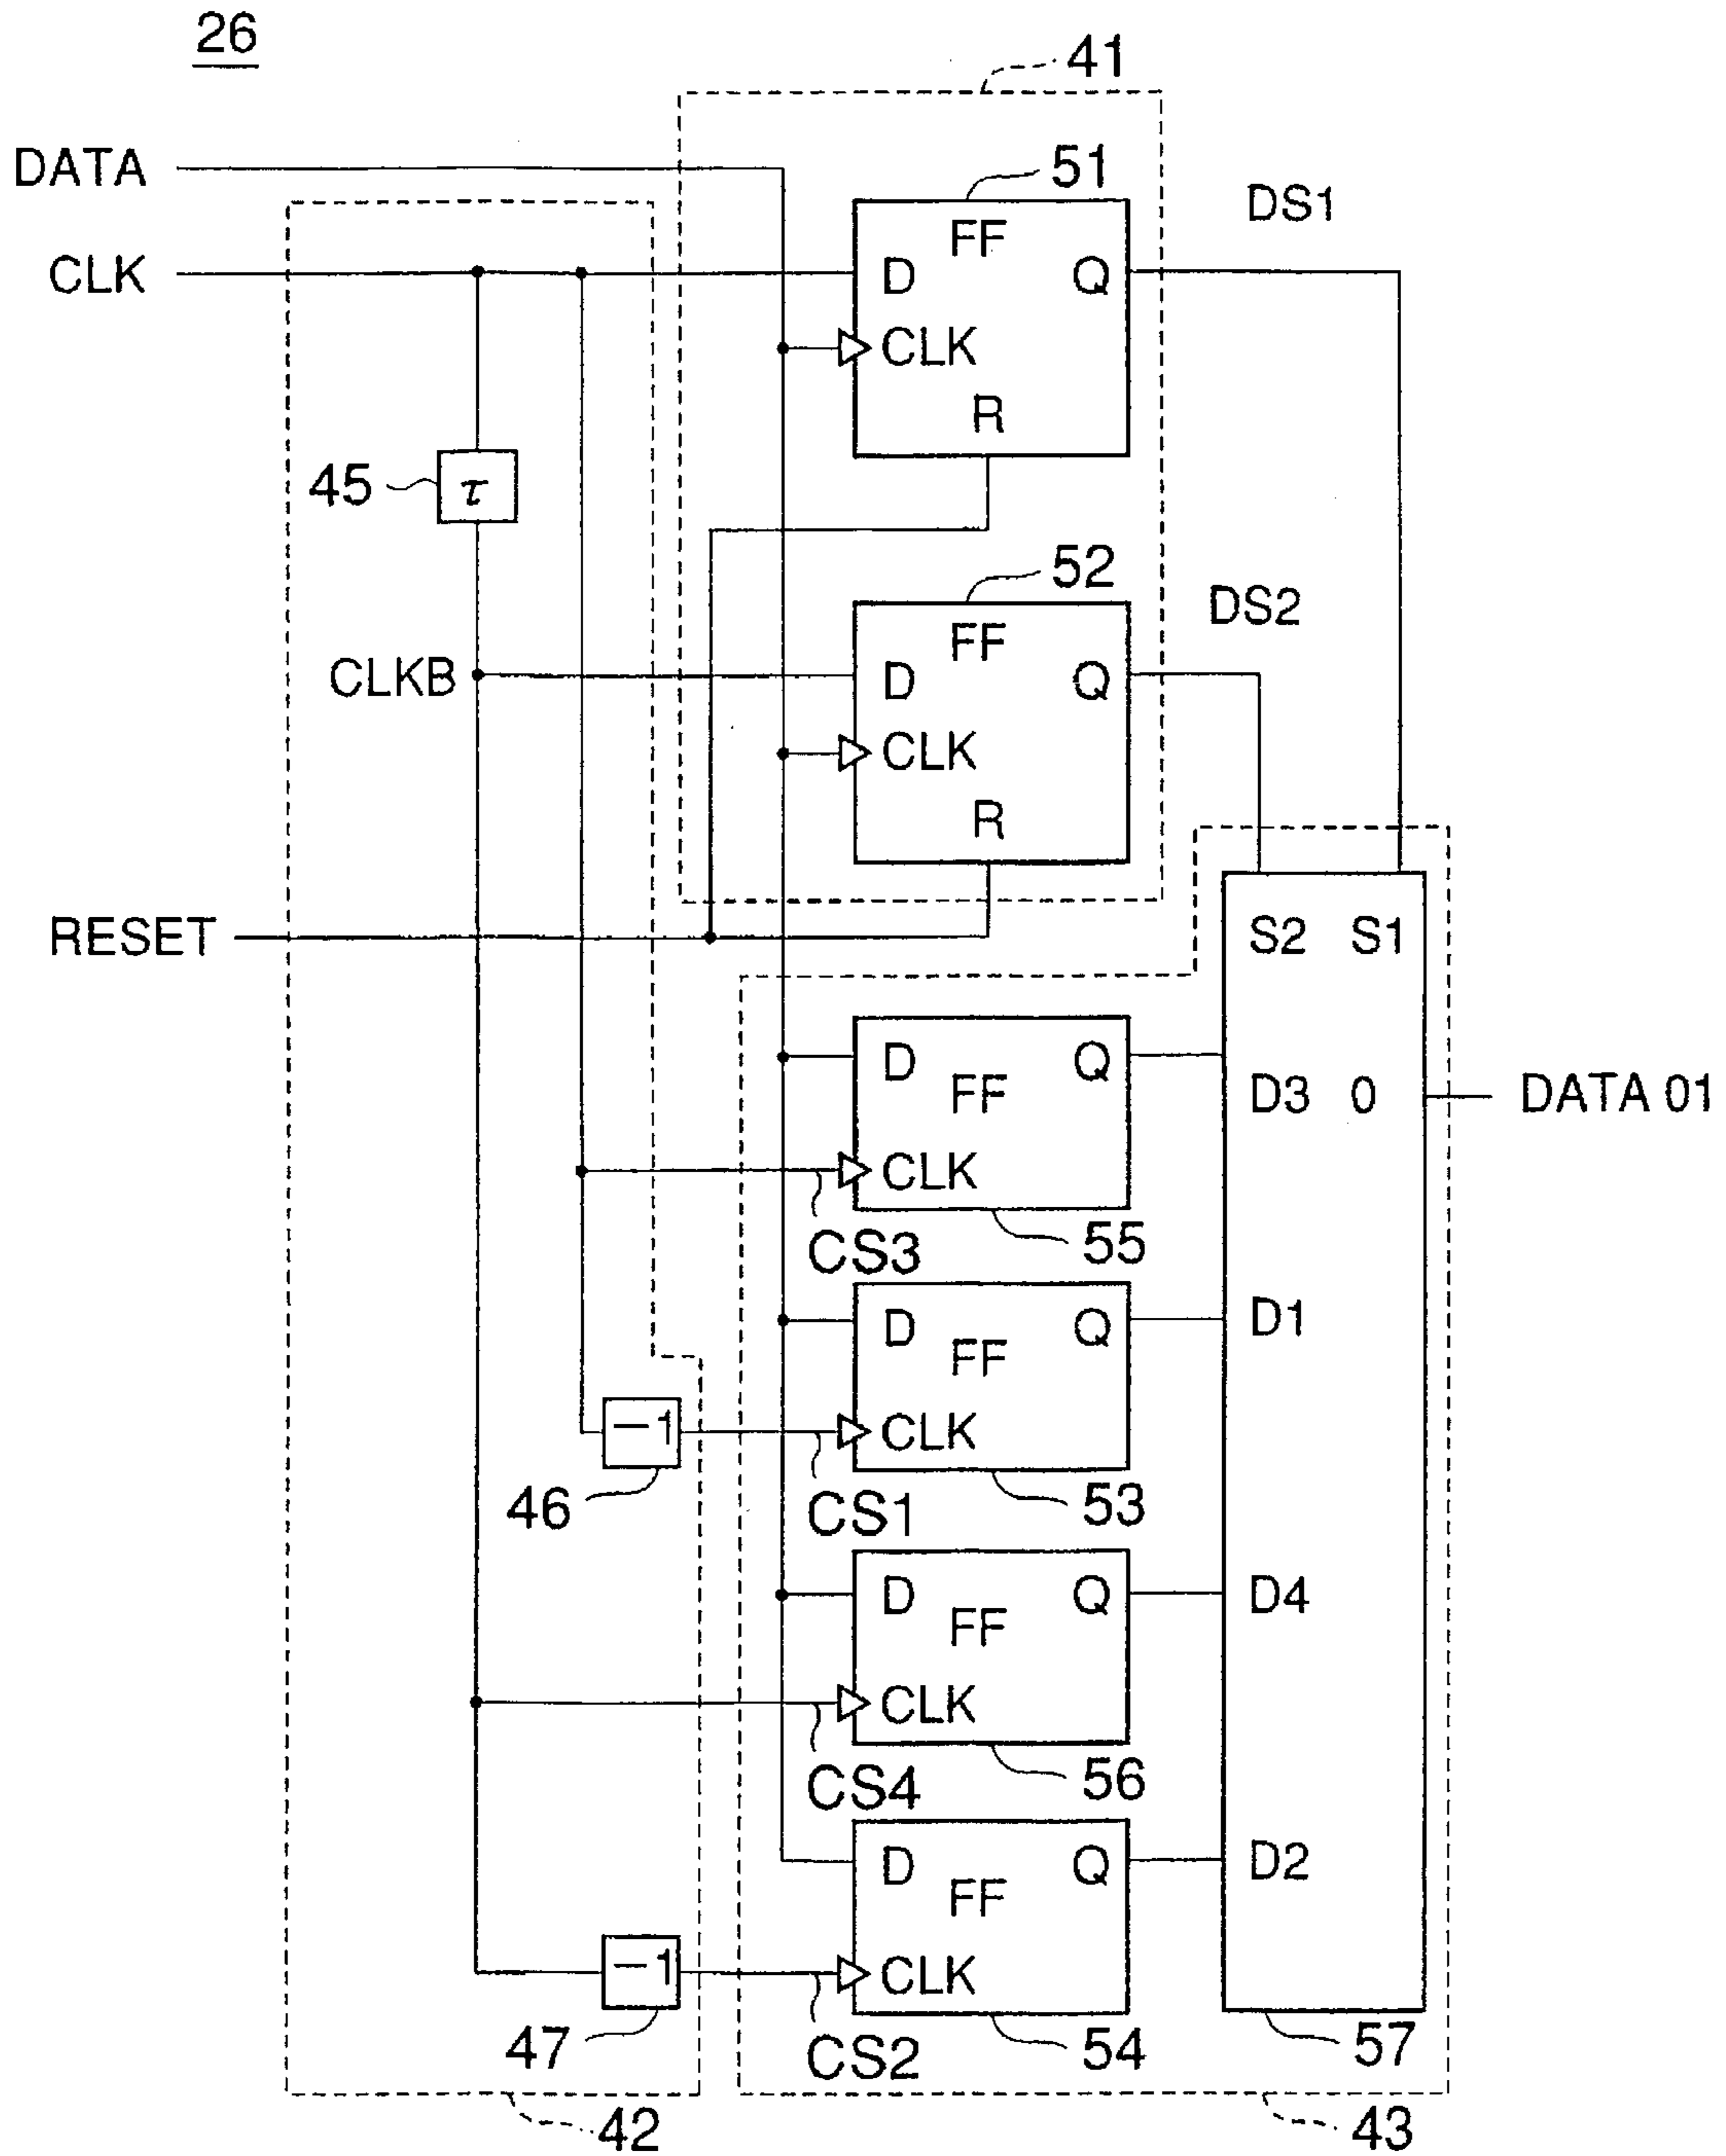 26
41
DATA
51
DS1
FF
CLK
D
Q
CLK
R
45
τ
52
DS2
FF
CLKB
D
Q
CLK
R
RESET
S2 S1
D
Q
FF
D3 0
DATA 01
CLK
CS3
55
D
Q
D1
FF
−1
CLK
46
CS1
53
D
Q
D4
FF
CLK
CS4
56
D
Q
D2
FF
−1
CLK
47
CS2
54
57
42
43